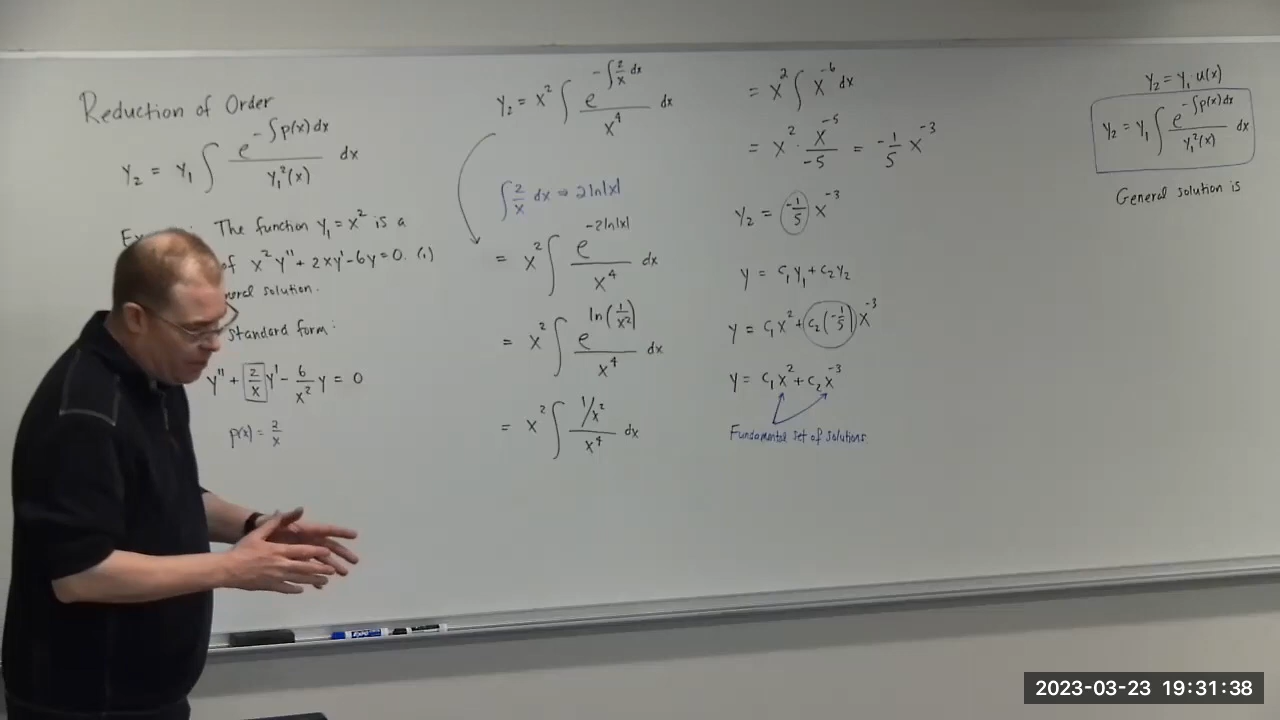 Reduction of Order
y₂ = y₁ ∫ e^(-∫p(x)dx) / y₁²(x) dx
The function y₁ = x² is a
of x²y'' + 2xy' - 6y = 0. (1)
solution.
standard form:
y'' + 2/x y' - 6/x² y = 0
p(x) = 2/x
y₂ = x² ∫ e^(-∫2/x dx) / x⁴ dx
∫ 2/x dx ⇒ 2ln|x|
= x² ∫ e^(-2ln|x|) / x⁴ dx
= x² ∫ e^(ln(1/x²)) / x⁴ dx
= x² ∫ (1/x²) / x⁴ dx
= x² ∫ x⁻⁶ dx
= x² · x⁻⁵/-5 = -1/5 x⁻³
y₂ = -1/5 x⁻³
y = c₁y₁ + c₂y₂
y = c₁x² + c₂(-1/5) x⁻³
y = c₁x² + c₂x⁻³
Fundamental set of solutions
y₂ = y₁·u(x)
y₂ = y₁ ∫ e^(-∫p(x)dx) / y₁²(x) dx
General solution is
2023-03-23 19:31:38